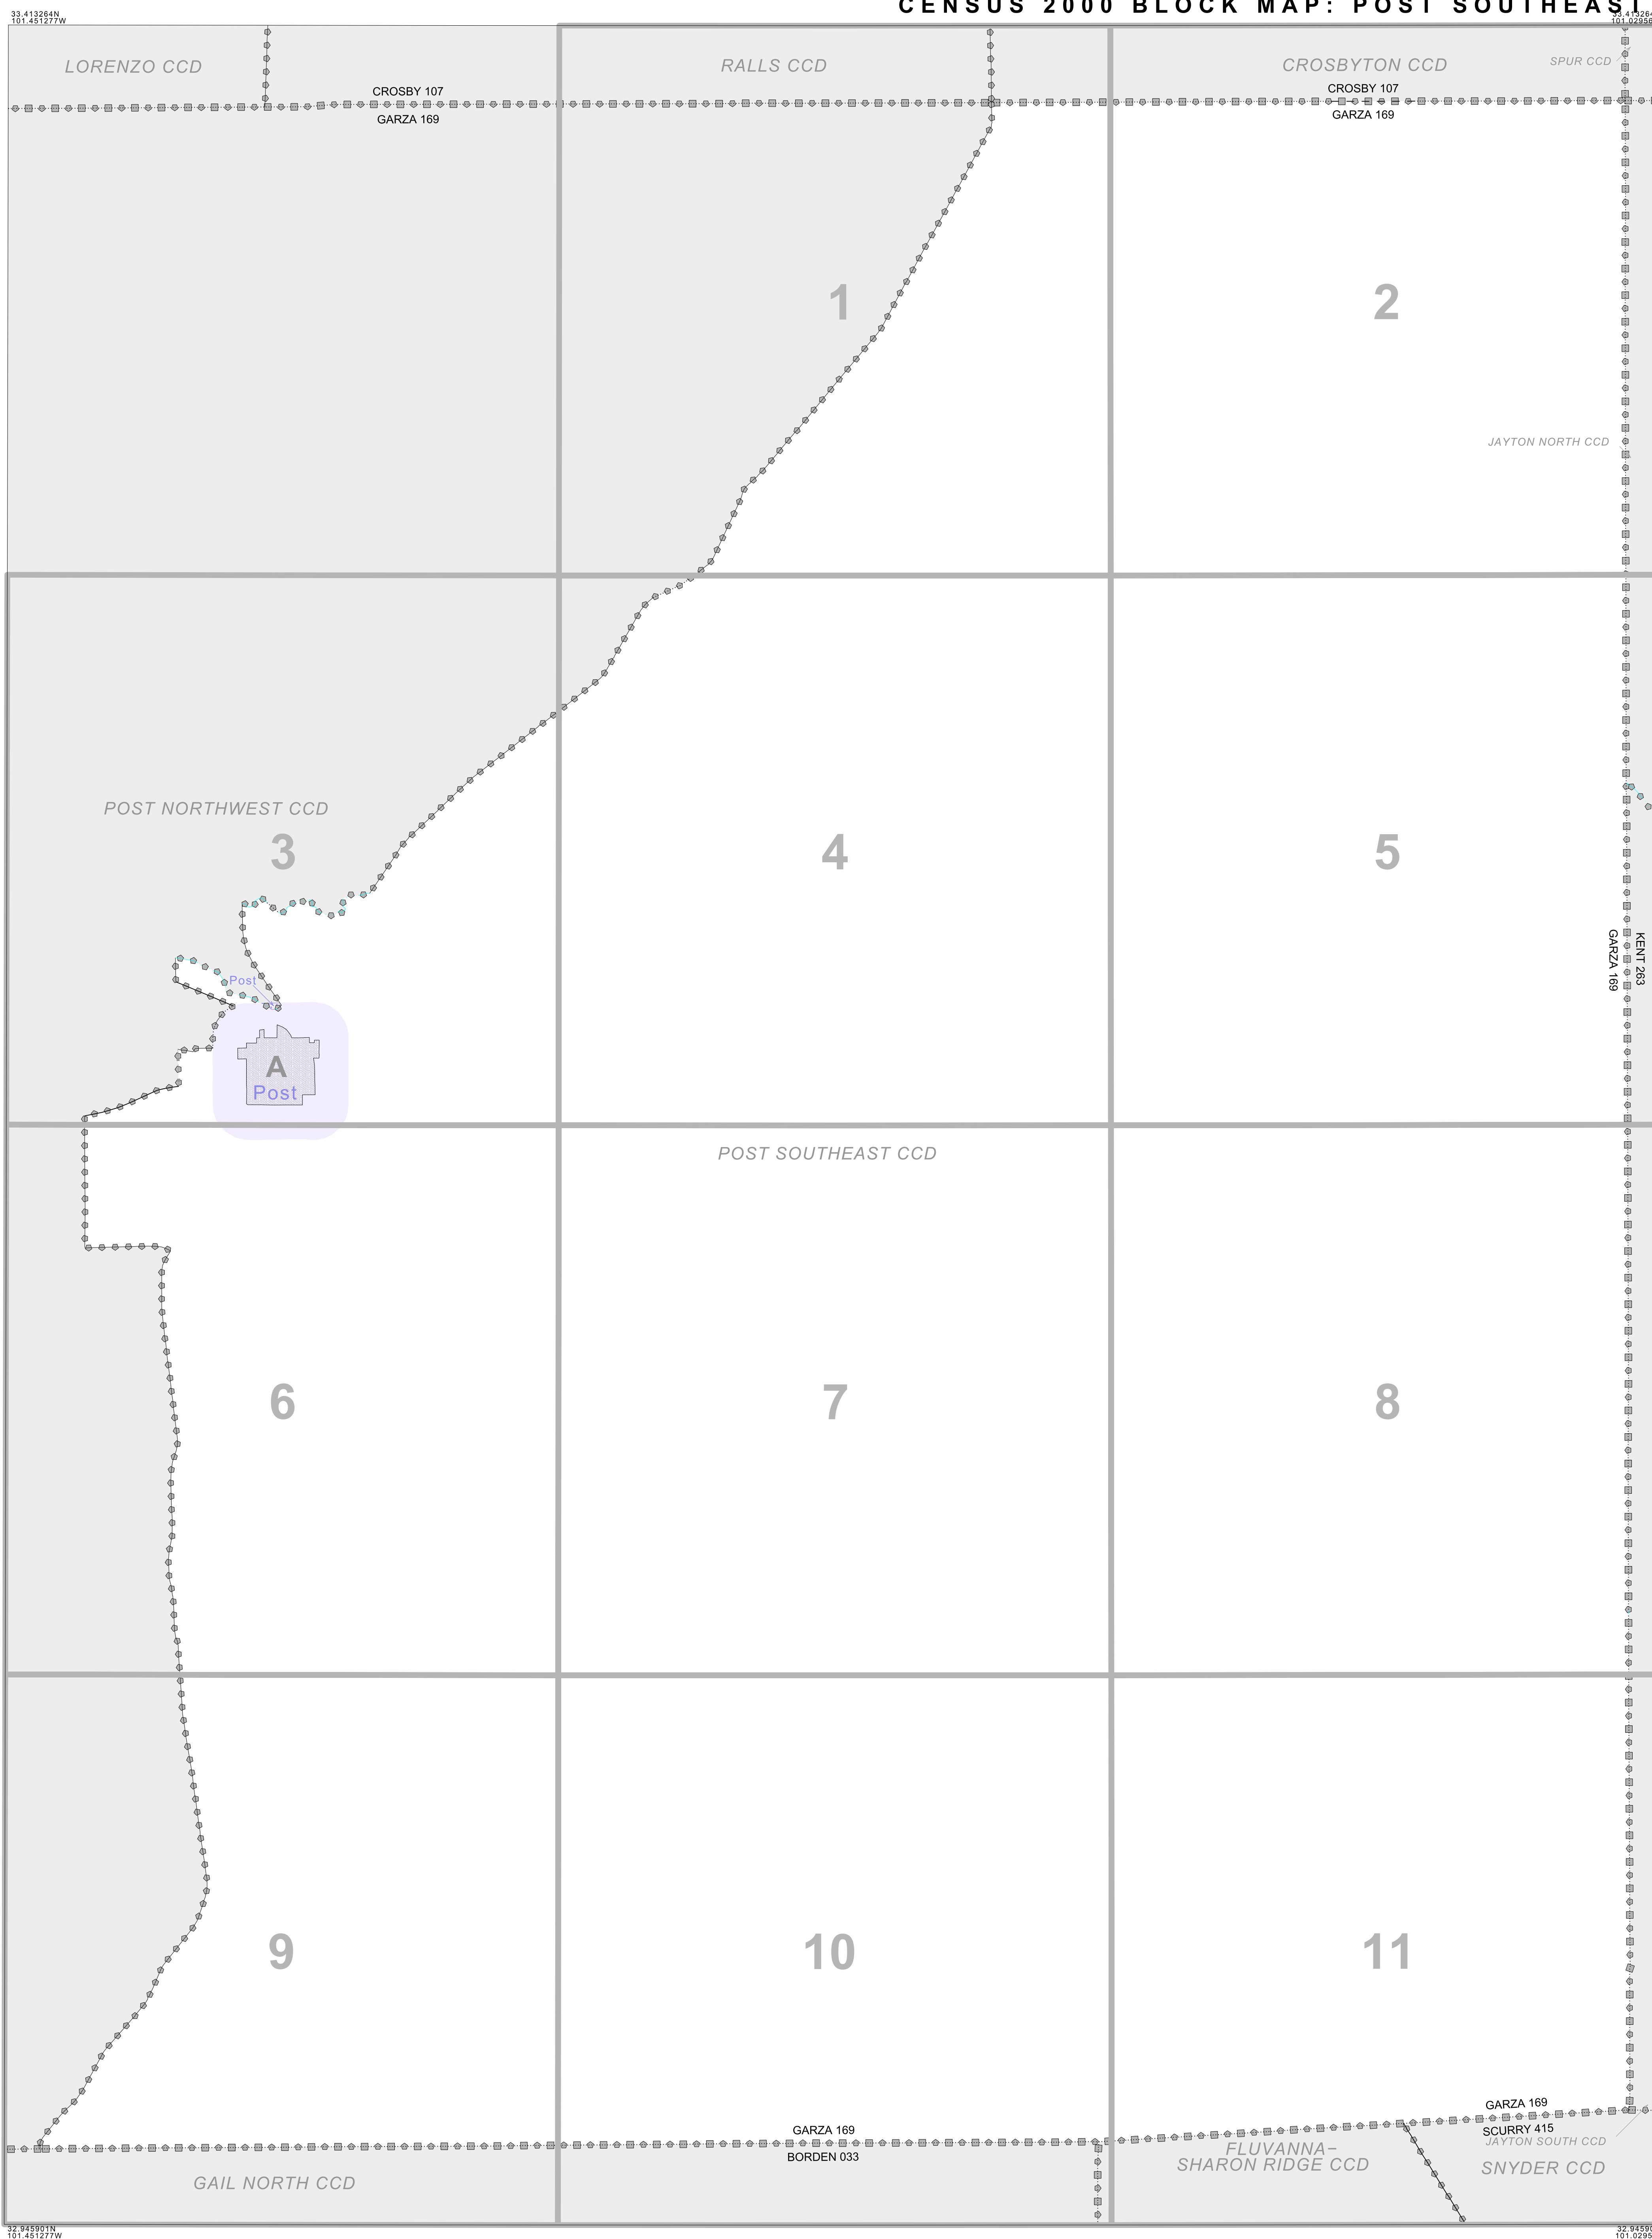 CENSUS 2000 BLOCK MAP: POST SOUTHEAST
33.413264N
101.451277W
LORENZO CCD
RALLS CCD
CROSBYTON CCD
SPUR CCD
CROSBY 107
GARZA 169
CROSBY 107
GARZA 169
1
2
JAYTON NORTH CCD
POST NORTHWEST CCD
3
4
5
KENT 263
GARZA 169
Post
A
Post
POST SOUTHEAST CCD
6
7
8
9
10
11
GARZA 169
SCURRY 415
JAYTON SOUTH CCD
GARZA 169
BORDEN 033
FLUVANNA–
SHARON RIDGE CCD
SNYDER CCD
GAIL NORTH CCD
32.945901N
101.451277W